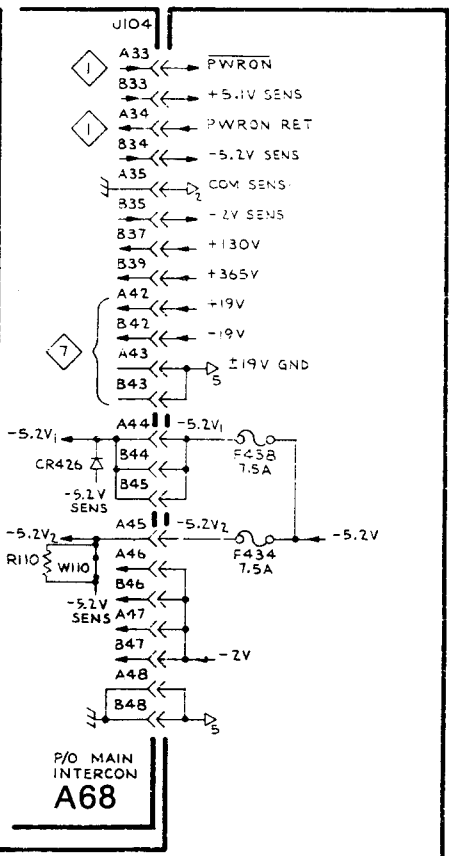 J104
1 A33 PWRON
B33 +5.1V SENS
1 A34 PWRON RET
B34 -5.2V SENS
A35 COM SENS 2
B35 -2V SENS
B37 +130V
B39 +365V
A42 +19V
B42 -19V
7 A43 ±19V GND
5
B43
-5.2V1 A44 -5.2V1
F438
7.5A
B44
CR426
B45
-5.2V
SENS
-5.2V2 A45 -5.2V2
F434
7.5A
-5.2V
R110 W110
A46
B46
-5.2V
SENS
A47
B47 -2V
A48
B48 5
P/O MAIN
INTERCON
A68